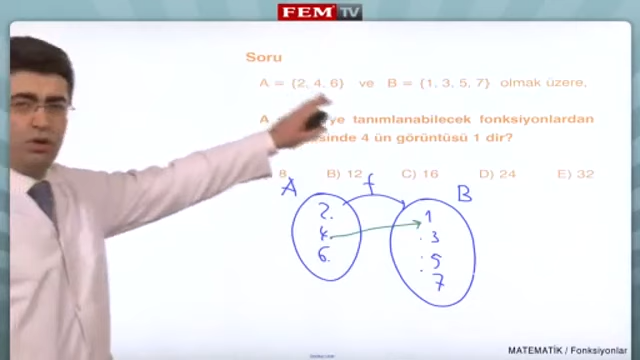 FEM TV
Soru
A = {2, 4, 6} ve B = {1, 3, 5, 7} olmak üzere,
A ye tanımlanabilecek fonksiyonlardan
sinde 4 ün görüntüsü 1 dir?
8 B) 12 C) 16 D) 24 E) 32
A f B
2 1
4 3
6 5
7
MATEMATİK / Fonksiyonlar